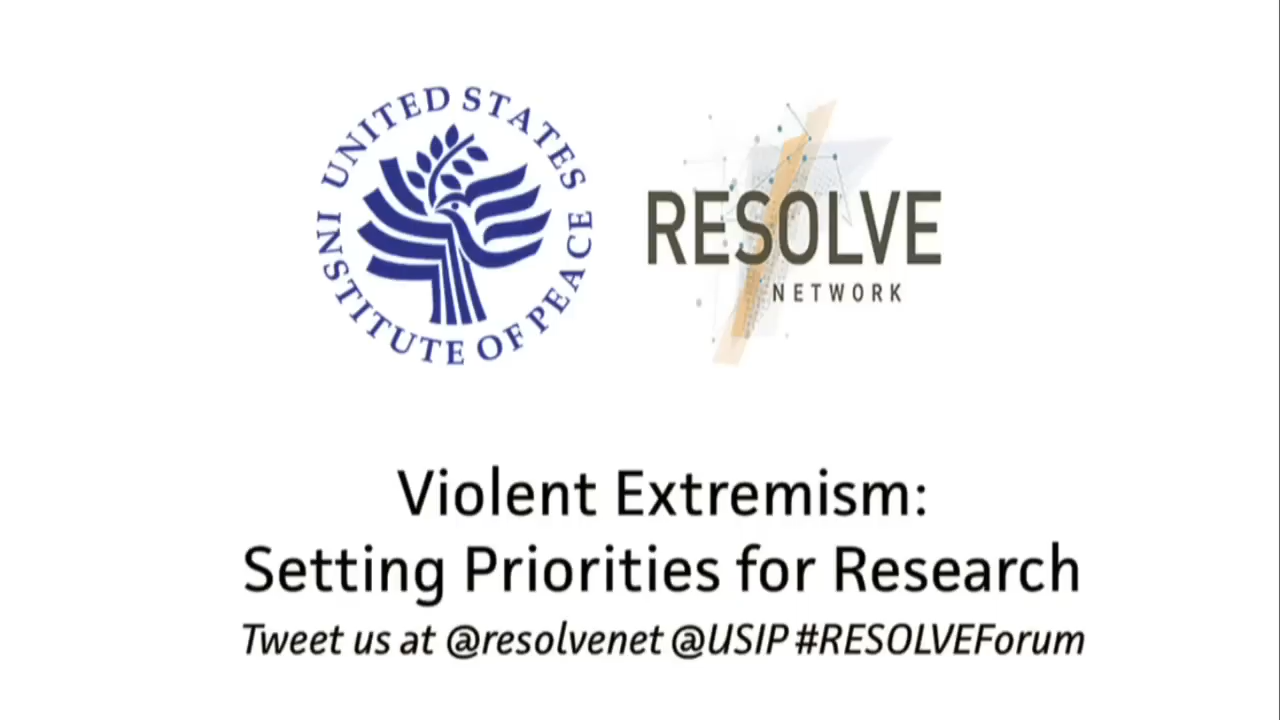 UNITED STATES
INSTITUTE OF PEACE
RESOLVE
NETWORK
Violent Extremism:
Setting Priorities for Research
Tweet us at @resolvenet @USIP #RESOLVEForum